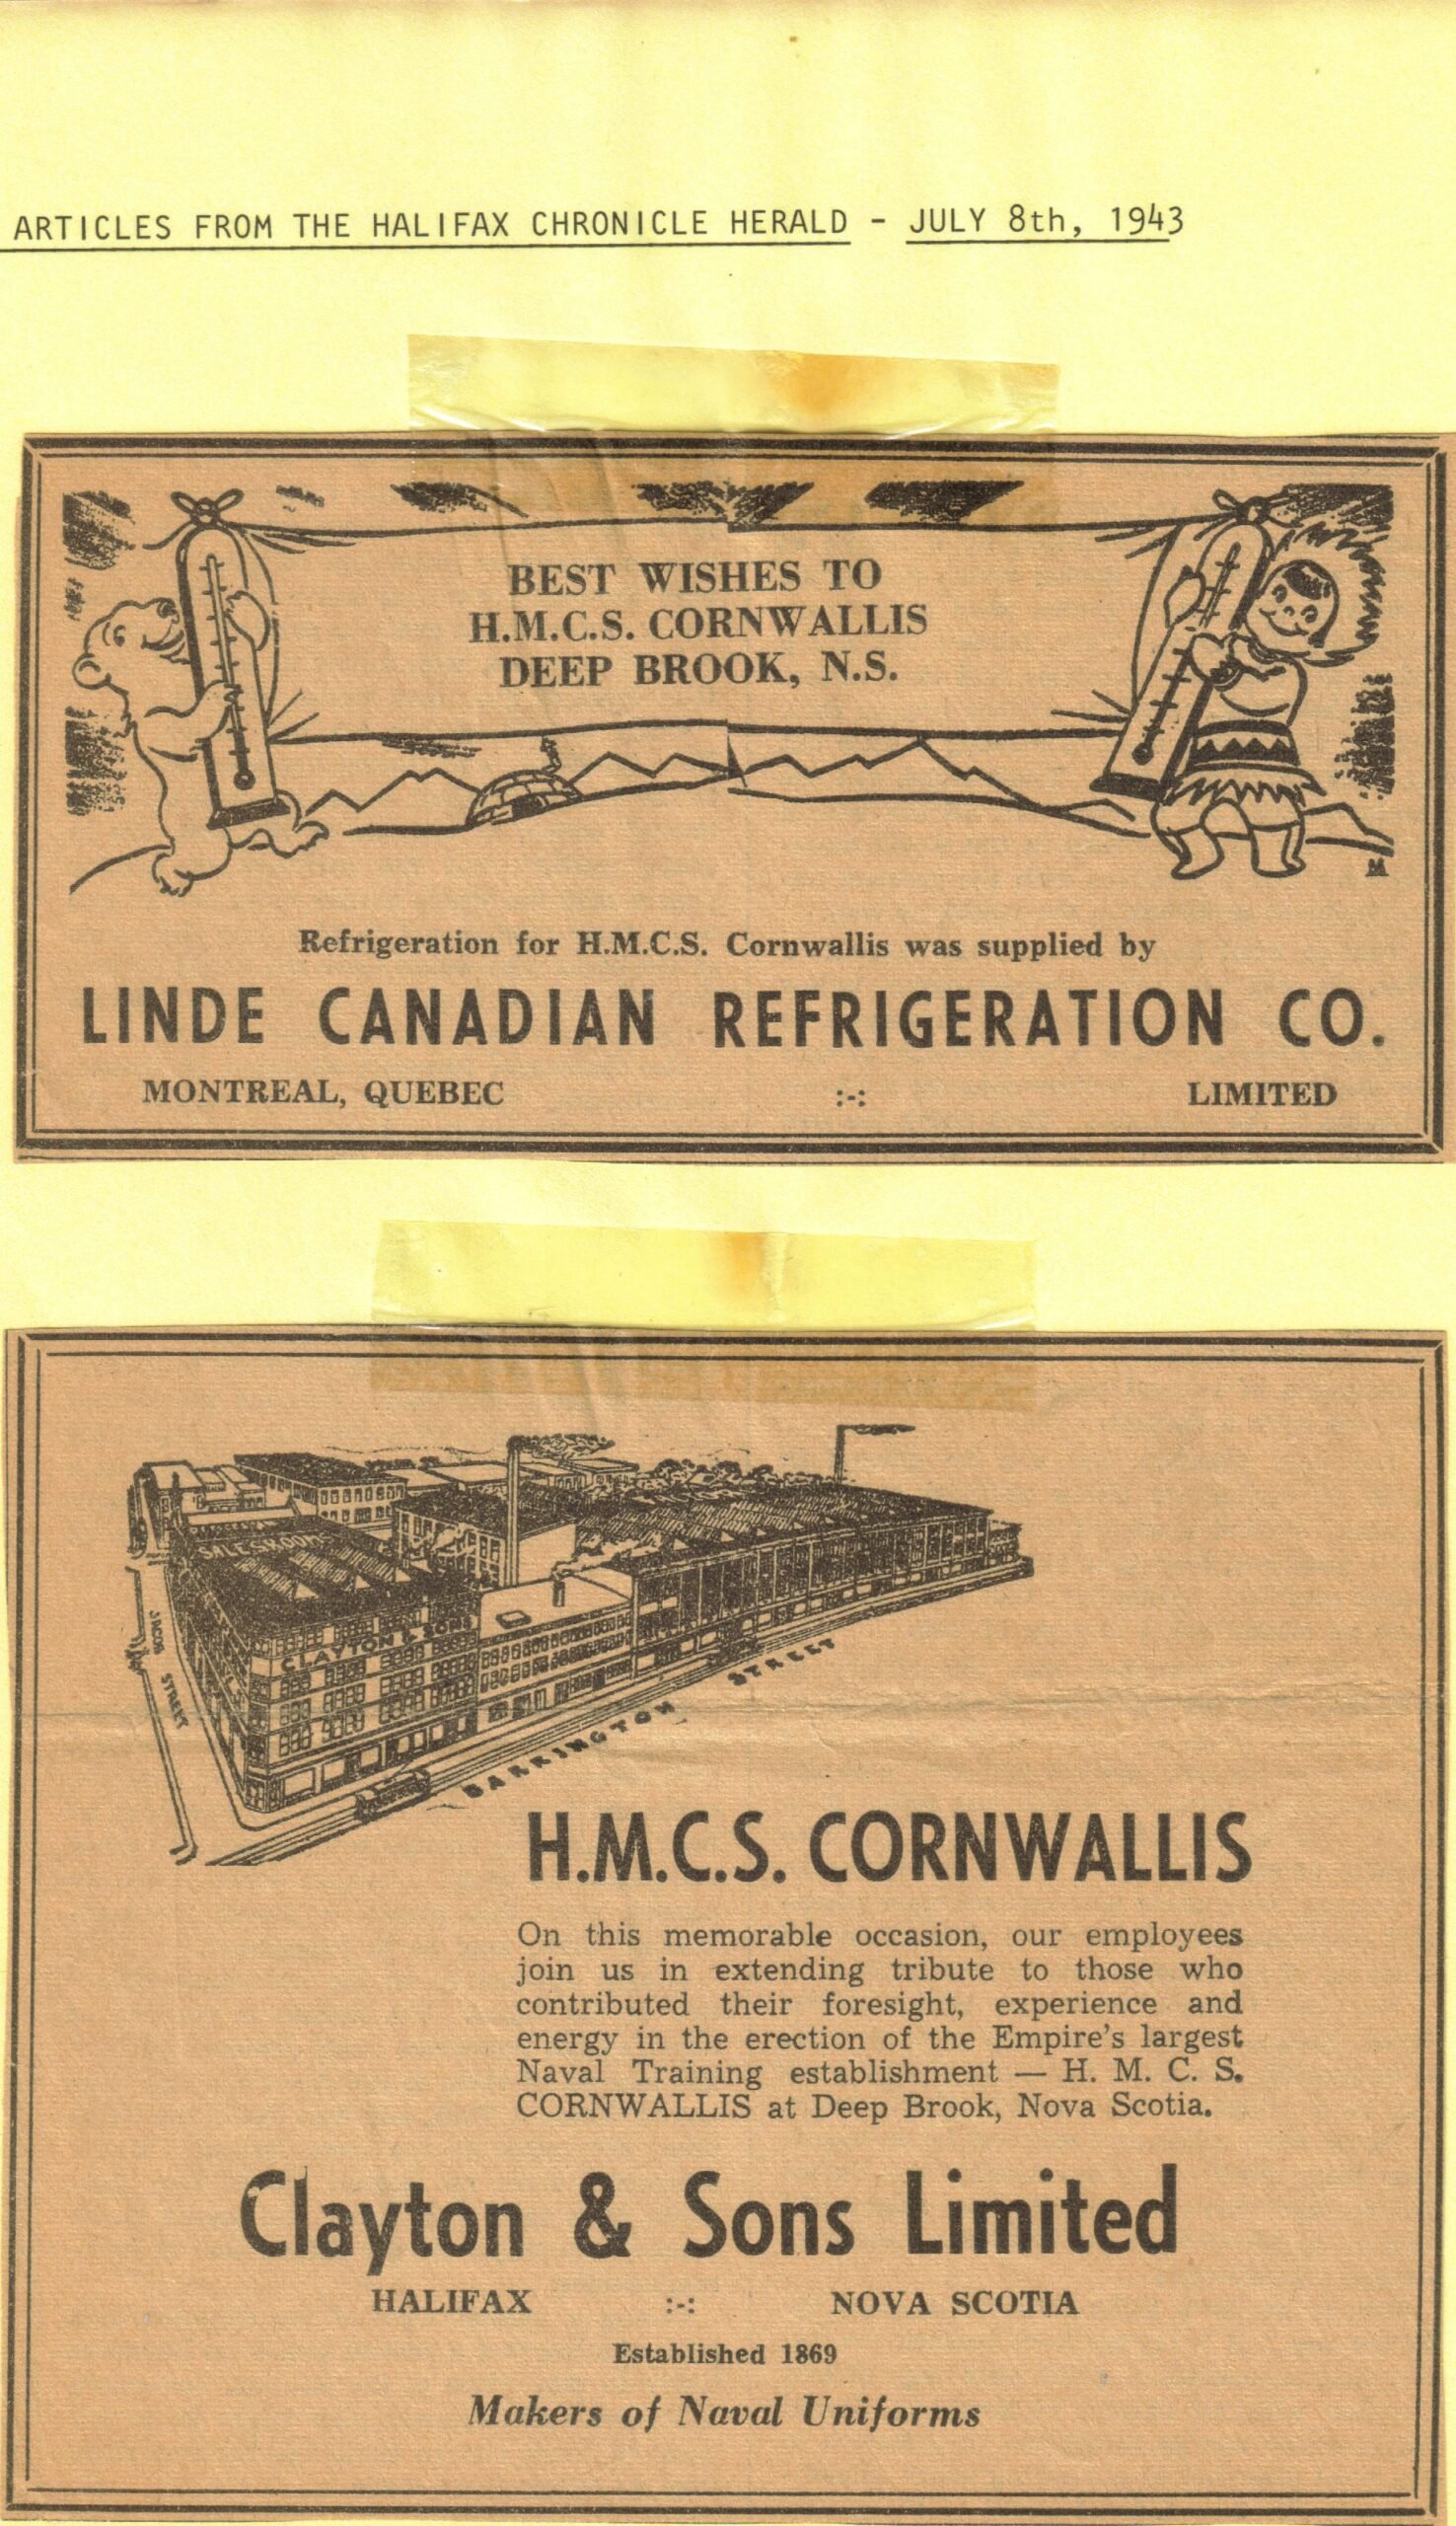 ARTICLES FROM THE HALIFAX CHRONICLE HERALD - JULY 8th, 1943
BEST WISHES TO
H.M.C.S. CORNWALLIS
DEEP BROOK, N.S.
M
Refrigeration for H.M.C.S. Cornwallis was supplied by
LINDE CANADIAN REFRIGERATION CO.
MONTREAL, QUEBEC :-: LIMITED
SALESROOMS
CLAYTON & SONS
JACOB STREET
BARRINGTON STREET
H.M.C.S. CORNWALLIS
On this memorable occasion, our employees
join us in extending tribute to those who
contributed their foresight, experience and
energy in the erection of the Empire's largest
Naval Training establishment — H. M. C. S.
CORNWALLIS at Deep Brook, Nova Scotia.
Clayton & Sons Limited
HALIFAX :-: NOVA SCOTIA
Established 1869
Makers of Naval Uniforms